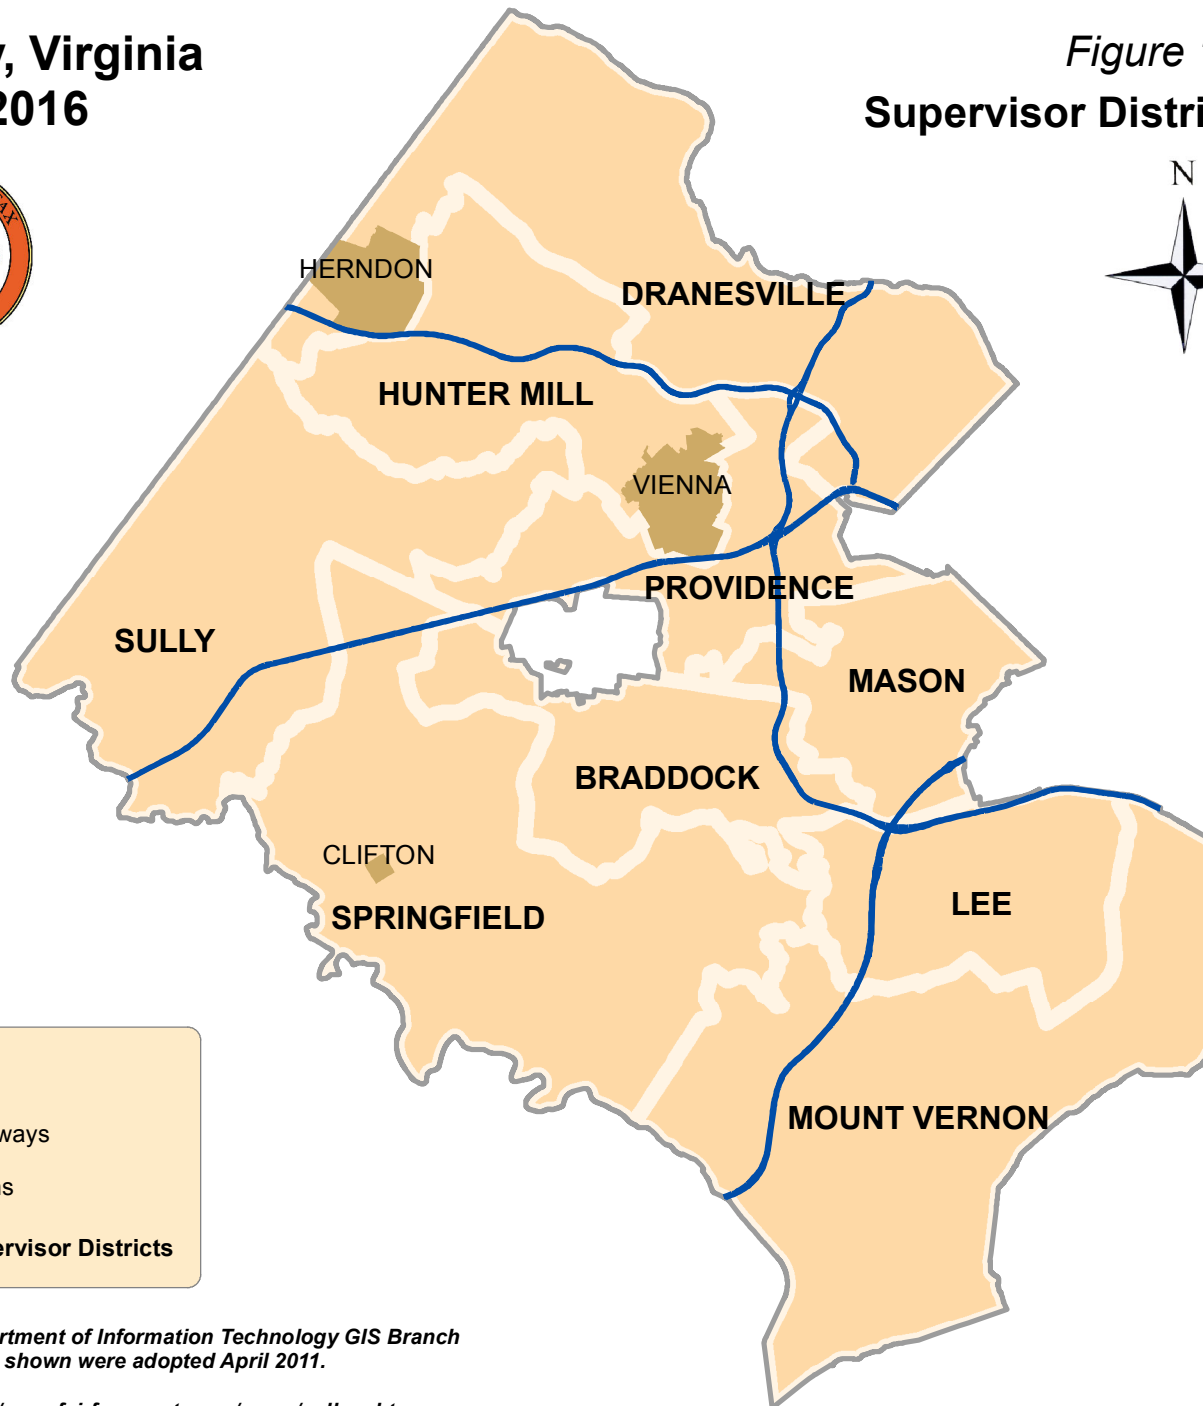 , Virginia
2016
Figure
Supervisor Distri
N
HERNDON
DRANESVILLE
HUNTER MILL
VIENNA
PROVIDENCE
SULLY
MASON
BRADDOCK
CLIFTON
LEE
SPRINGFIELD
MOUNT VERNON
ways
ns
ervisor Districts
rtment of Information Technology GIS Branch
shown were adopted April 2011.